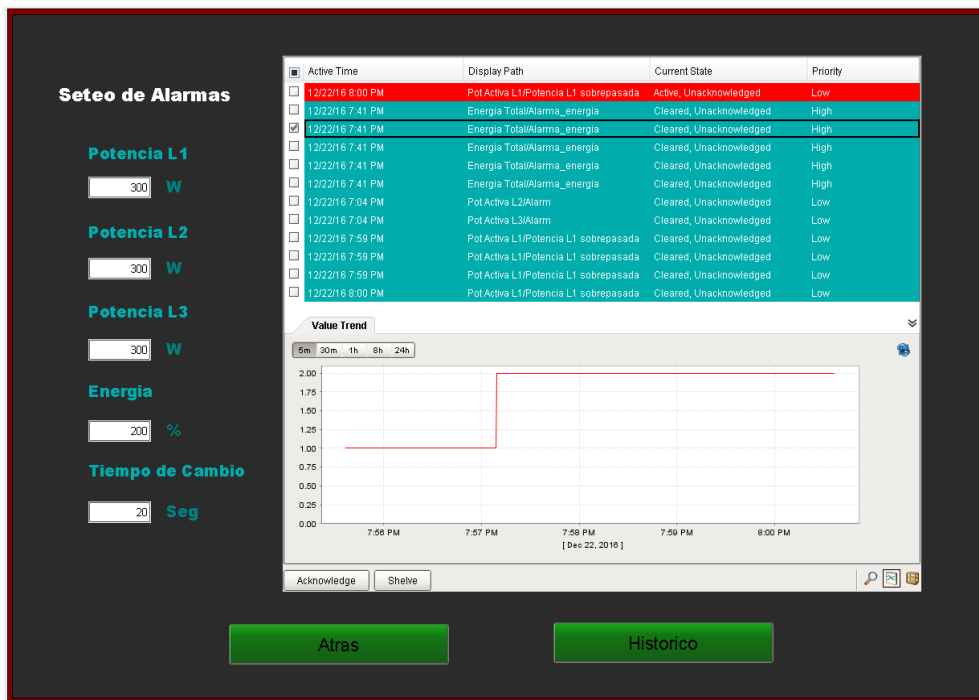 Seteo de Alarmas
Potencia L1
300 W
Potencia L2
300 W
Potencia L3
300 W
Energia
200 %
Tiempo de Cambio
20 Seg
Active Time Display Path Current State Priority
12/22/16 8:00 PM Pot Activa L1/Potencia L1 sobrepasada Active, Unacknowledged Low
12/22/16 7:41 PM Energia Total/Alarma_energia Cleared, Unacknowledged High
12/22/16 7:41 PM Energia Total/Alarma_energia Cleared, Unacknowledged High
12/22/16 7:41 PM Energia Total/Alarma_energia Cleared, Unacknowledged High
12/22/16 7:41 PM Energia Total/Alarma_energia Cleared, Unacknowledged High
12/22/16 7:41 PM Energia Total/Alarma_energia Cleared, Unacknowledged High
12/22/16 7:04 PM Pot Activa L2/Alarm Cleared, Unacknowledged Low
12/22/16 7:04 PM Pot Activa L3/Alarm Cleared, Unacknowledged Low
12/22/16 7:59 PM Pot Activa L1/Potencia L1 sobrepasada Cleared, Unacknowledged Low
12/22/16 7:59 PM Pot Activa L1/Potencia L1 sobrepasada Cleared, Unacknowledged Low
12/22/16 7:59 PM Pot Activa L1/Potencia L1 sobrepasada Cleared, Unacknowledged Low
12/22/16 8:00 PM Pot Activa L1/Potencia L1 sobrepasada Cleared, Unacknowledged Low
Value Trend
5m 30m 1h 8h 24h
2.00
1.75
1.50
1.25
1.00
0.75
0.50
0.25
0.00
7:56 PM 7:57 PM 7:58 PM 7:59 PM 8:00 PM
[ Dec 22, 2016 ]
Acknowledge Shelve
Atras Historico